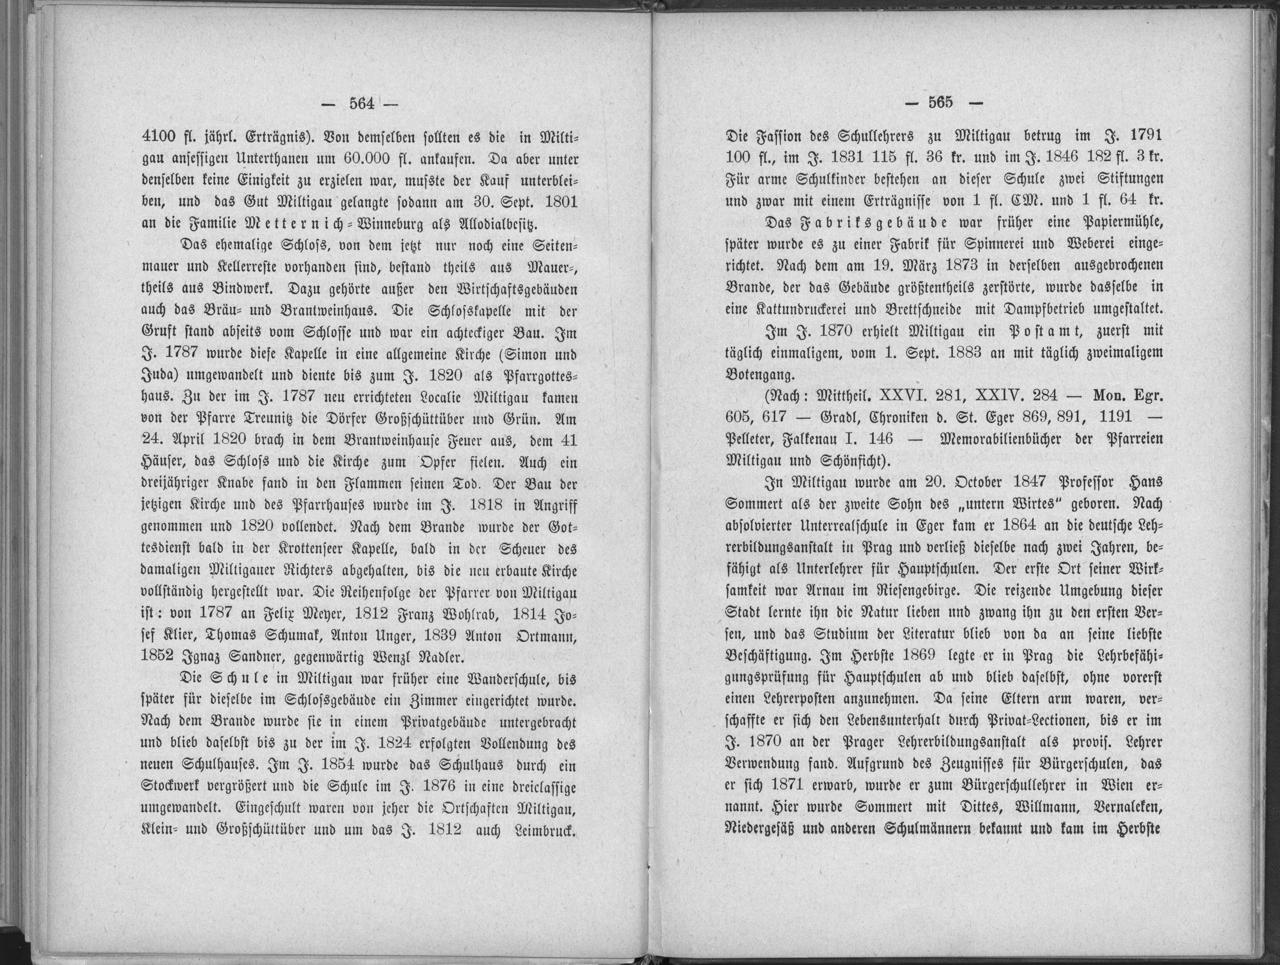 — 564 —
4100 fl. jährl. Erträgnis). Von demselben sollten es die in Milti-
gau ansessigen Unterthanen um 60.000 fl. ankaufen. Da aber unter
denselben keine Einigkeit zu erzielen war, musste der Kauf unterblei-
ben, und das Gut Miltigau gelangte sodann am 30. Sept. 1801
an die Familie Metternich-Winneburg als Allodialbesitz.
Das ehemalige Schloss, von dem jetzt nur noch eine Seiten-
mauer und Kellerreste vorhanden sind, bestand theils aus Mauer-,
theils aus Bindwerk. Dazu gehörte außer den Wirtschaftsgebäuden
auch das Bräu- und Brantweinhaus. Die Schlosskapelle mit der
Gruft stand abseits vom Schlosse und war ein achteckiger Bau. Im
J. 1787 wurde diese Kapelle in eine allgemeine Kirche (Simon und
Juda) umgewandelt und diente bis zum J. 1820 als Pfarrgottes-
haus. Zu der im J. 1787 neu errichteten Localie Miltigau kamen
von der Pfarre Treunitz die Dörfer Großschüttüber und Grün. Am
24. April 1820 brach in dem Brantweinhause Feuer aus, dem 41
Häuser, das Schloss und die Kirche zum Opfer fielen. Auch ein
dreijähriger Knabe fand in den Flammen seinen Tod. Der Bau der
jetzigen Kirche und des Pfarrhauses wurde im J. 1818 in Angriff
genommen und 1820 vollendet. Nach dem Brande wurde der Got-
tesdienst bald in der Krottenseer Kapelle, bald in der Scheuer des
damaligen Miltigauer Richters abgehalten, bis die neu erbaute Kirche
vollständig hergestellt war. Die Reihenfolge der Pfarrer von Miltigau
ist: von 1787 an Felix Meyer, 1812 Franz Wohlrab, 1814 Jo-
sef Klier, Thomas Schumak, Anton Unger, 1839 Anton Ortmann,
1852 Ignaz Sandner, gegenwärtig Wenzl Nadler.
Die Schule in Miltigau war früher eine Wanderschule, bis
später für dieselbe im Schlossgebäude ein Zimmer eingerichtet wurde.
Nach dem Brande wurde sie in einem Privatgebäude untergebracht
und blieb daselbst bis zu der im J. 1824 erfolgten Vollendung des
neuen Schulhauses. Im J. 1854 wurde das Schulhaus durch ein
Stockwerk vergrößert und die Schule im J. 1876 in eine dreiclassige
umgewandelt. Eingeschult waren von jeher die Ortschaften Miltigau,
Klein- und Großschüttüber und um das J. 1812 auch Leimbruck.
— 565 —
Die Fassion des Schullehrers zu Miltigau betrug im J. 1791
100 fl., im J. 1831 115 fl. 36 kr. und im J. 1846 182 fl. 3 kr.
Für arme Schulkinder bestehen an dieser Schule zwei Stiftungen
und zwar mit einem Erträgnisse von 1 fl. CM. und 1 fl. 64 kr.
Das Fabriksgebäude war früher eine Papiermühle,
später wurde es zu einer Fabrik für Spinnerei und Weberei einge-
richtet. Nach dem am 19. März 1873 in derselben ausgebrochenen
Brande, der das Gebäude größtentheils zerstörte, wurde dasselbe in
eine Kattundruckerei und Brettschneide mit Dampfbetrieb umgestaltet.
Im J. 1870 erhielt Miltigau ein Postamt, zuerst mit
täglich einmaligem, vom 1. Sept. 1883 an mit täglich zweimaligem
Botengang.
(Nach: Mittheil. XXVI. 281, XXIV. 284 — Mon. Egr.
605, 617 — Gradl, Chroniken d. St. Eger 869, 891, 1191 —
Pelleter, Falkenau I. 146 — Memorabilienbücher der Pfarreien
Miltigau und Schönficht).
In Miltigau wurde am 20. October 1847 Professor Hans
Sommert als der zweite Sohn des „untern Wirtes" geboren. Nach
absolvierter Unterrealschule in Eger kam er 1864 an die deutsche Leh-
rerbildungsanstalt in Prag und verließ dieselbe nach zwei Jahren, be-
fähigt als Unterlehrer für Hauptschulen. Der erste Ort seiner Wirk-
samkeit war Arnau im Riesengebirge. Die reizende Umgebung dieser
Stadt lernte ihn die Natur lieben und zwang ihn zu den ersten Ver-
sen, und das Studium der Literatur blieb von da an seine liebste
Beschäftigung. Im Herbste 1869 legte er in Prag die Lehrbefähi-
gungsprüfung für Hauptschulen ab und blieb daselbst, ohne vorerst
einen Lehrerposten anzunehmen. Da seine Eltern arm waren, ver-
schaffte er sich den Lebensunterhalt durch Privat-Lectionen, bis er im
J. 1870 an der Prager Lehrerbildungsanstalt als provis. Lehrer
Verwendung fand. Aufgrund des Zeugnisses für Bürgerschulen, das
er sich 1871 erwarb, wurde er zum Bürgerschullehrer in Wien er-
nannt. Hier wurde Sommert mit Dittes, Willmann, Vernaleken,
Niedergesäß und anderen Schulmännern bekannt und kam im Herbste